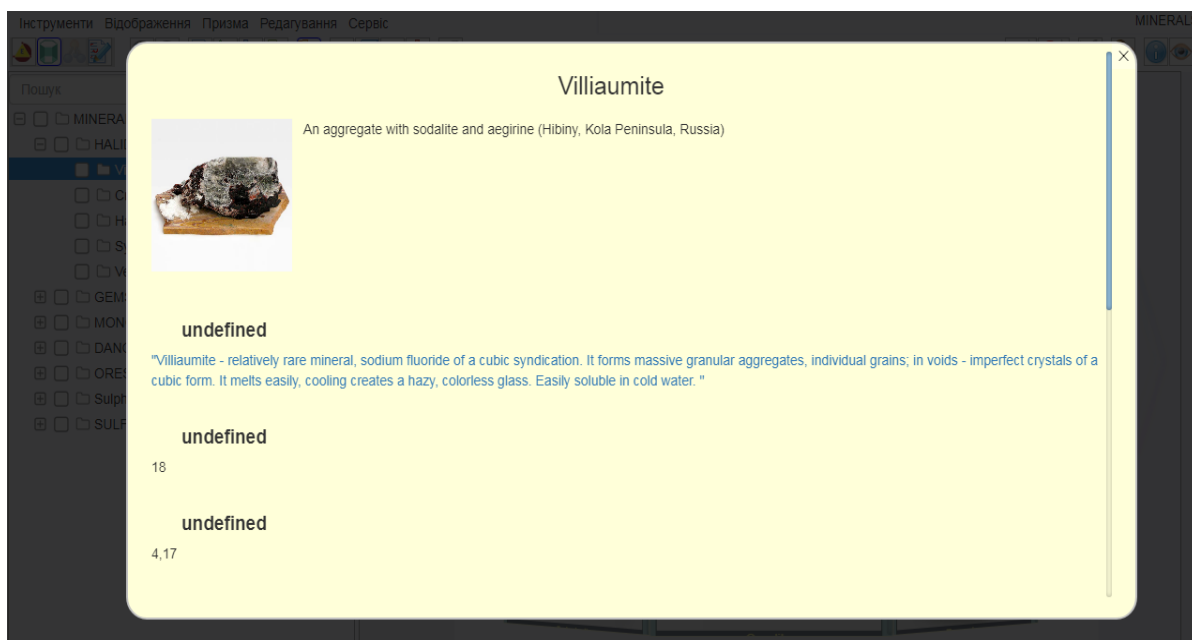 Інструменти Відображення Призма Редагування Сервіс
MINERAL
Пошук
MINERA
HALI
GEM
MON
DANG
ORES
Sulph
SULF
Villiaumite
An aggregate with sodalite and aegirine (Hibiny, Kola Peninsula, Russia)
undefined
"Villiaumite - relatively rare mineral, sodium fluoride of a cubic syndication. It forms massive granular aggregates, individual grains; in voids - imperfect crystals of a
cubic form. It melts easily, cooling creates a hazy, colorless glass. Easily soluble in cold water. "
undefined
18
undefined
4,17